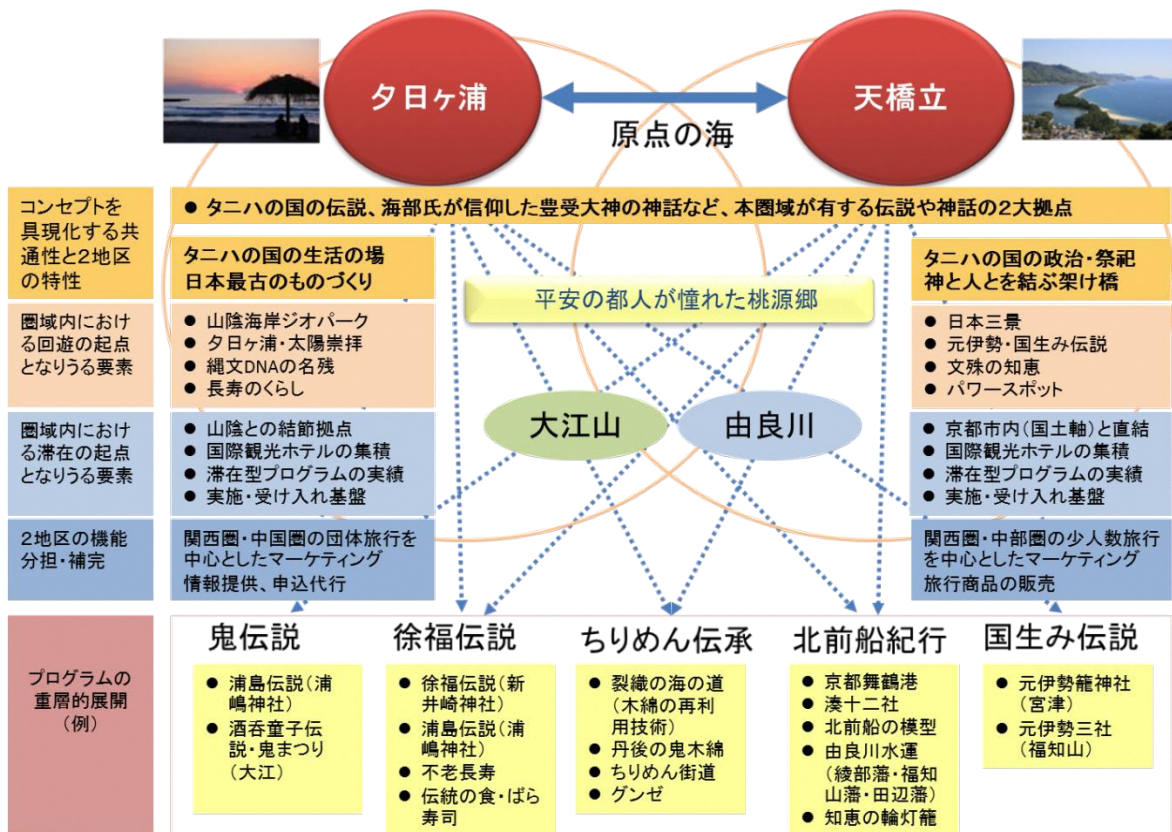 夕日ヶ浦
天橋立
原点の海
コンセプトを
具現化する共
通性と2地区
の特性
● タニハの国の伝説、海部氏が信仰した豊受大神の神話など、本圏域が有する伝説や神話の2大拠点
タニハの国の生活の場
日本最古のものづくり
平安の都人が憧れた桃源郷
タニハの国の政治・祭祀
神と人とを結ぶ架け橋
圏域内におけ
る回遊の起点
となりうる要素
● 山陰海岸ジオパーク
● 夕日ヶ浦・太陽崇拝
● 縄文DNAの名残
● 長寿のくらし
● 日本三景
● 元伊勢・国生み伝説
● 文殊の知恵
● パワースポット
大江山
由良川
圏域内におけ
る滞在の起点
となりうる要素
● 山陰との結節拠点
● 国際観光ホテルの集積
● 滞在型プログラムの実績
● 実施・受け入れ基盤
● 京都市内(国土軸)と直結
● 国際観光ホテルの集積
● 滞在型プログラムの実績
● 実施・受け入れ基盤
2地区の機能
分担・補完
関西圏・中国圏の団体旅行を
中心としたマーケティング
情報提供、申込代行
関西圏・中部圏の少人数旅行
を中心としたマーケティング
旅行商品の販売
プログラムの
重層的展開
(例)
鬼伝説
● 浦島伝説(浦
嶋神社)
● 酒呑童子伝
説・鬼まつり
(大江)
徐福伝説
● 徐福伝説(新
井崎神社)
● 浦島伝説(浦
嶋神社)
● 不老長寿
● 伝統の食・ばら
寿司
ちりめん伝承
● 裂織の海の道
(木綿の再利
用技術)
● 丹後の鬼木綿
● ちりめん街道
● グンゼ
北前船紀行
● 京都舞鶴港
● 湊十二社
● 北前船の模型
● 由良川水運
(綾部藩・福知
山藩・田辺藩)
● 知恵の輪灯籠
国生み伝説
● 元伊勢籠神社
(宮津)
● 元伊勢三社
(福知山)